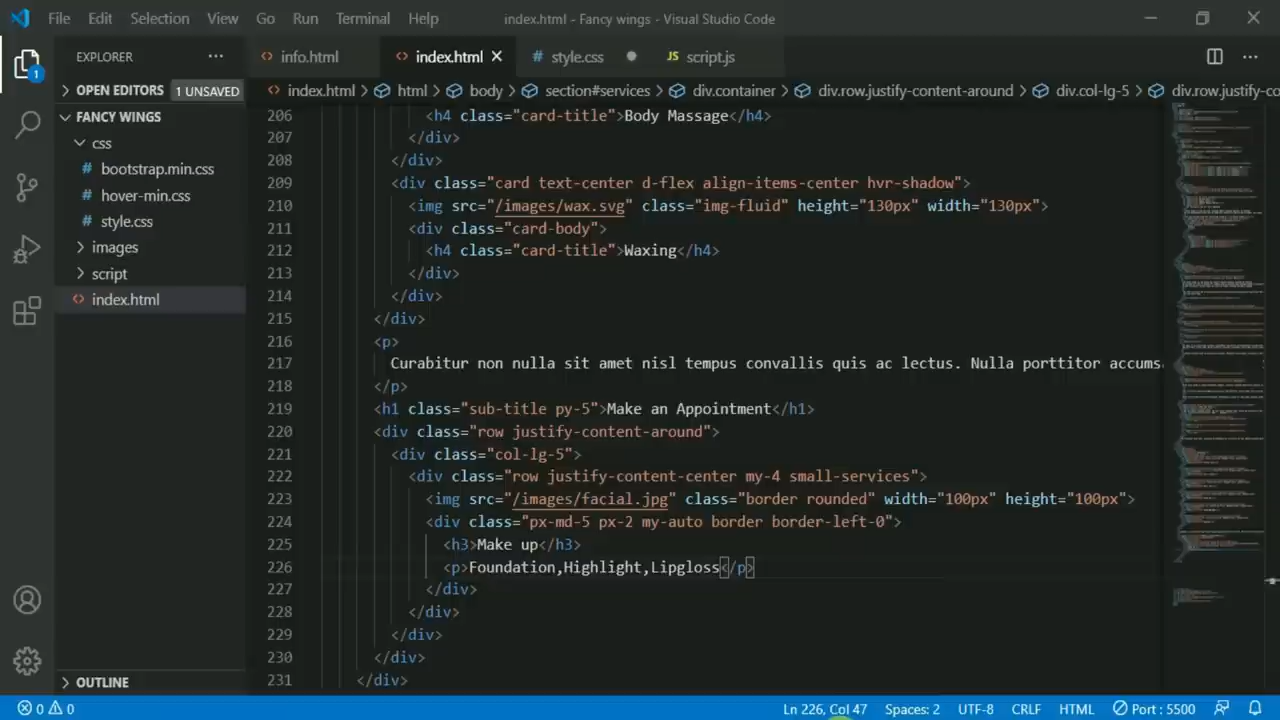 File Edit Selection View Go Run Terminal Help index.html - Fancy wings - Visual Studio Code
EXPLORER
info.html index.html style.css JS script.js
OPEN EDITORS 1 UNSAVED
index.html > html > body > section#services > div.container > div.row.justify-content-around > div.col-lg-5 > div.row.justify-co
1
FANCY WINGS
css
# bootstrap.min.css
# hover-min.css
# style.css
images
script
index.html
206 <h4 class="card-title">Body Massage</h4>
207 </div>
208 </div>
209 <div class="card text-center d-flex align-items-center hvr-shadow">
210 <img src="/images/wax.svg" class="img-fluid" height="130px" width="130px">
211 <div class="card-body">
212 <h4 class="card-title">Waxing</h4>
213 </div>
214 </div>
215 </div>
216 <p>
217 Curabitur non nulla sit amet nisl tempus convallis quis ac lectus. Nulla porttitor accums
218 </p>
219 <h1 class="sub-title py-5">Make an Appointment</h1>
220 <div class="row justify-content-around">
221 <div class="col-lg-5">
222 <div class="row justify-content-center my-4 small-services">
223 <img src="/images/facial.jpg" class="border rounded" width="100px" height="100px">
224 <div class="px-md-5 px-2 my-auto border border-left-0">
225 <h3>Make up</h3>
226 <p>Foundation,Highlight,Lipgloss</p>
227 </div>
228 </div>
229 </div>
230 </div>
231 </div>
OUTLINE
0 0 Ln 226, Col 47 Spaces: 2 UTF-8 CRLF HTML Port : 5500